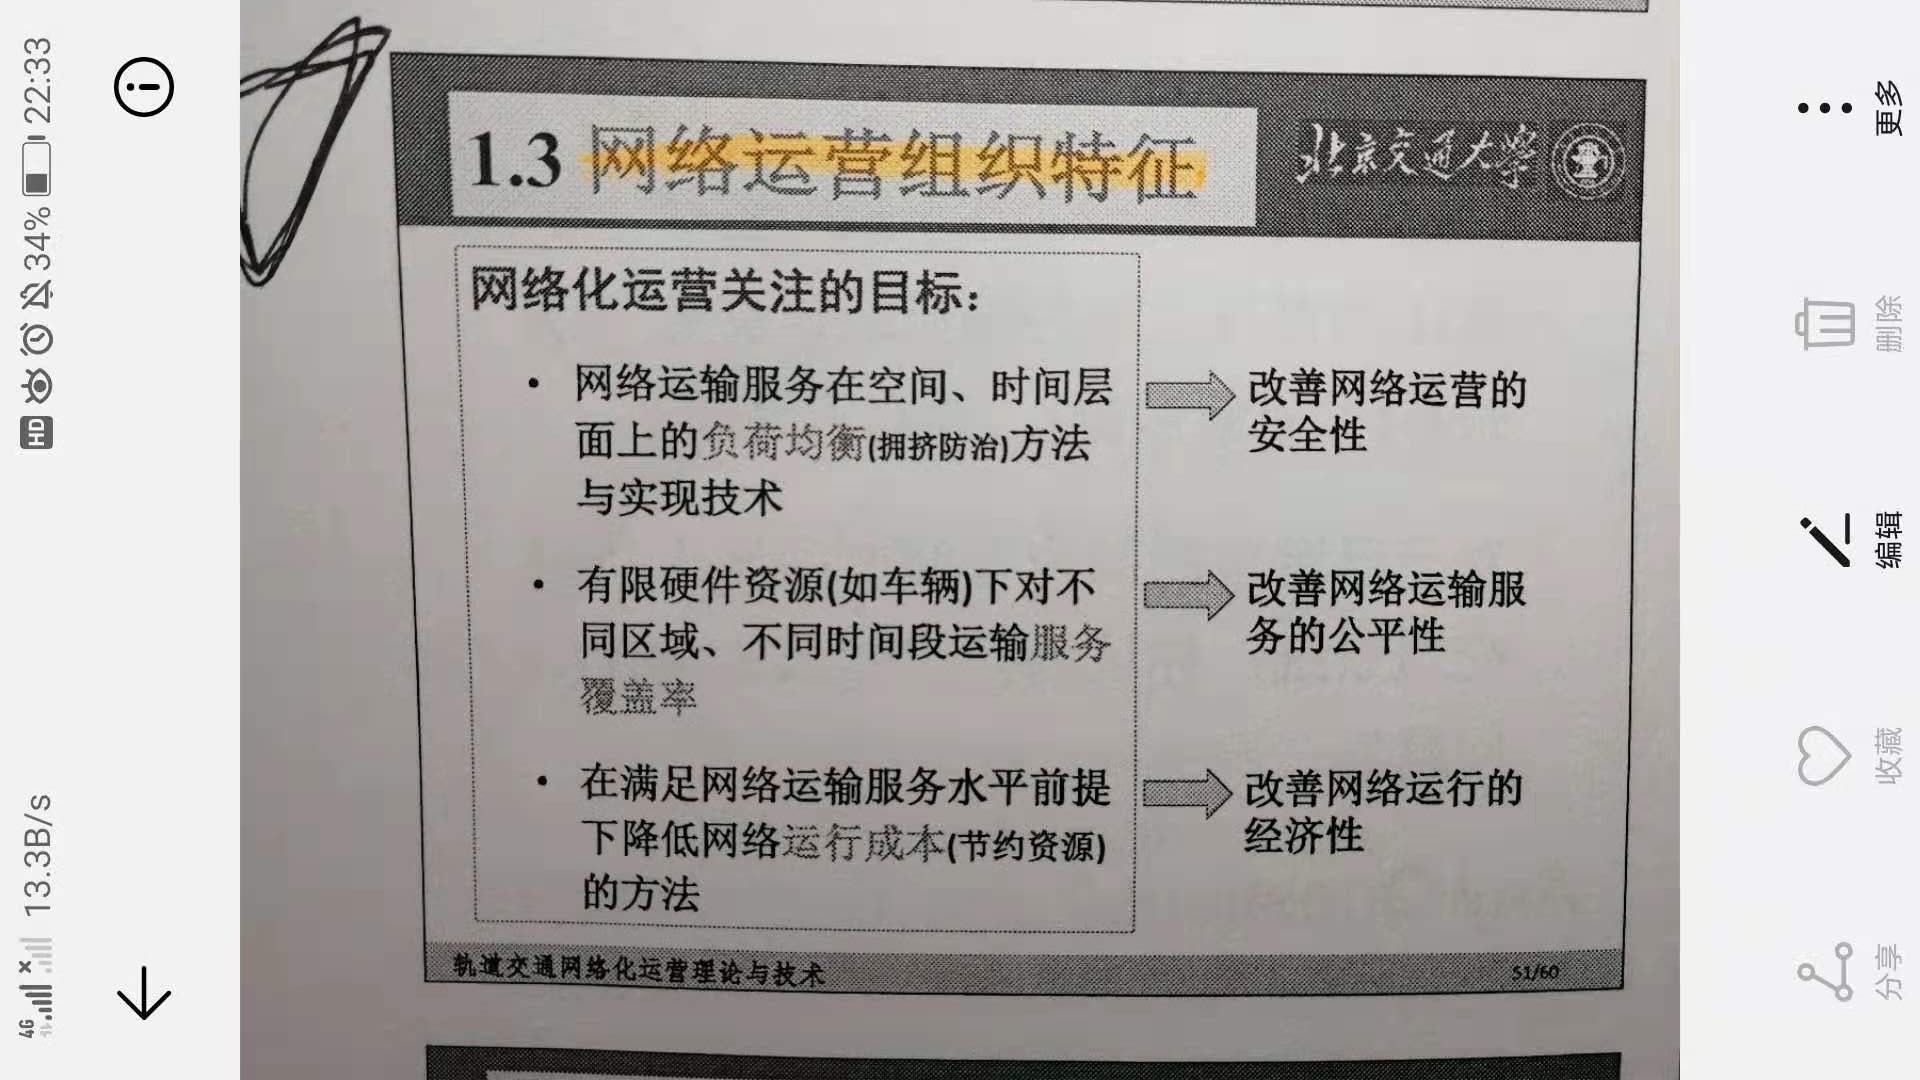 22:33
34%
HD
13.3B/s
4G
1.3 网络运营组织特征
北京交通大学
网络化运营关注的目标：
• 网络运输服务在空间、时间层
面上的负荷均衡(拥挤防治)方法
与实现技术
改善网络运营的
安全性
• 有限硬件资源(如车辆)下对不
同区域、不同时间段运输服务
覆盖率
改善网络运输服
务的公平性
• 在满足网络运输服务水平前提
下降低网络运行成本(节约资源)
的方法
改善网络运行的
经济性
轨道交通网络化运营理论与技术
51/60
更多
删除
编辑
收藏
分享